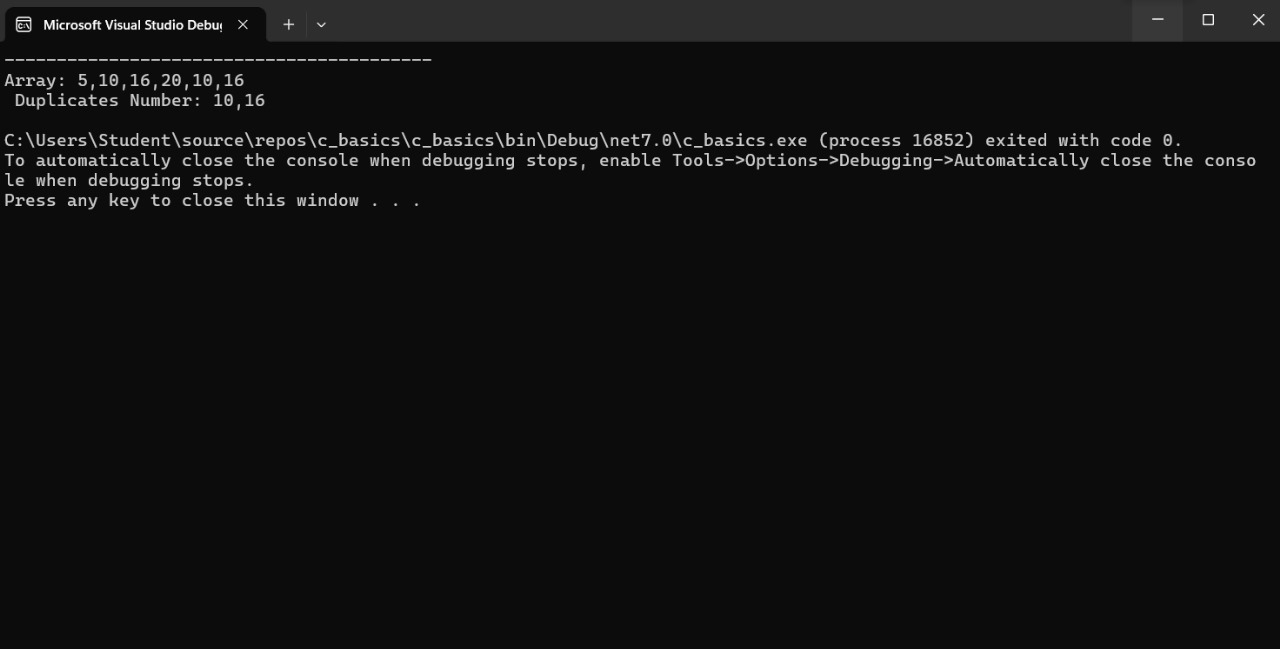 Microsoft Visual Studio Debu
-----------------------------------------
Array: 5,10,16,20,10,16
 Duplicates Number: 10,16
C:\Users\Student\source\repos\c_basics\c_basics\bin\Debug\net7.0\c_basics.exe (process 16852) exited with code 0.
To automatically close the console when debugging stops, enable Tools->Options->Debugging->Automatically close the conso
le when debugging stops.
Press any key to close this window . . .